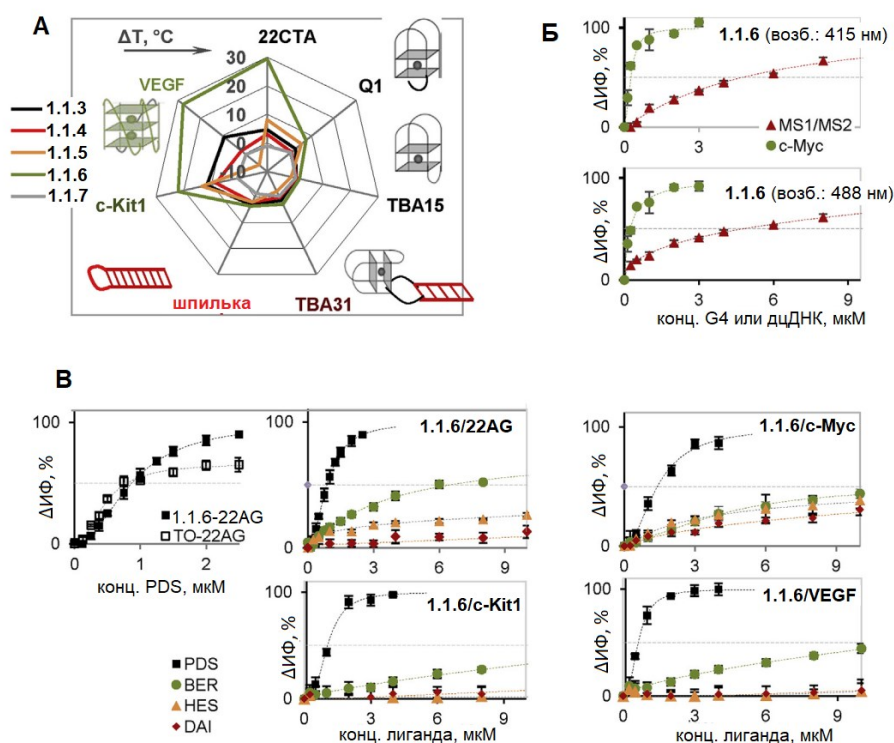 А
ΔT, °C
22CTA
30
20
10
0
-10
VEGF
Q1
1.1.3
1.1.4
1.1.5
1.1.6
1.1.7
c-Kit1
TBA15
шпилька
TBA31
Б
ΔИФ, %
100
0
1.1.6 (возб.: 415 нм)
MS1/MS2
c-Myc
3
ΔИФ, %
100
0
1.1.6 (возб.: 488 нм)
0 3 6 9
конц. G4 или дцДНК, мкМ
В
ΔИФ, %
100
0
1.1.6-22AG
TO-22AG
0 1 2
конц. PDS, мкМ
100
0
1.1.6/22AG
0 3 6 9
ΔИФ, %
100
0
1.1.6/c-Myc
0 3 6 9
ΔИФ, %
100
0
1.1.6/c-Kit1
0 3 6 9
конц. лиганда, мкМ
ΔИФ, %
100
0
1.1.6/VEGF
0 3 6 9
конц. лиганда, мкМ
PDS
BER
HES
DAI